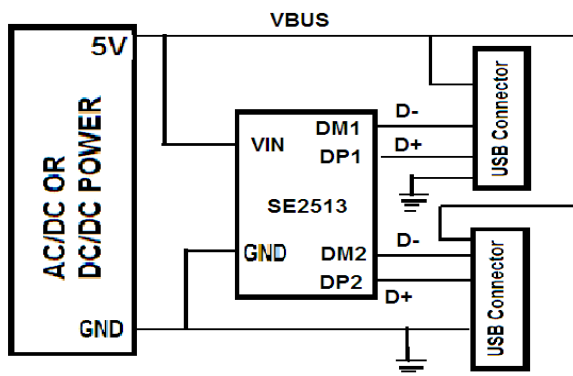 VBUS
5V
AC/DC OR
DC/DC POWER
GND
VIN
DM1
DP1
SE2513
GND
DM2
DP2
D-
D+
USB Connector
D-
D+
USB Connector